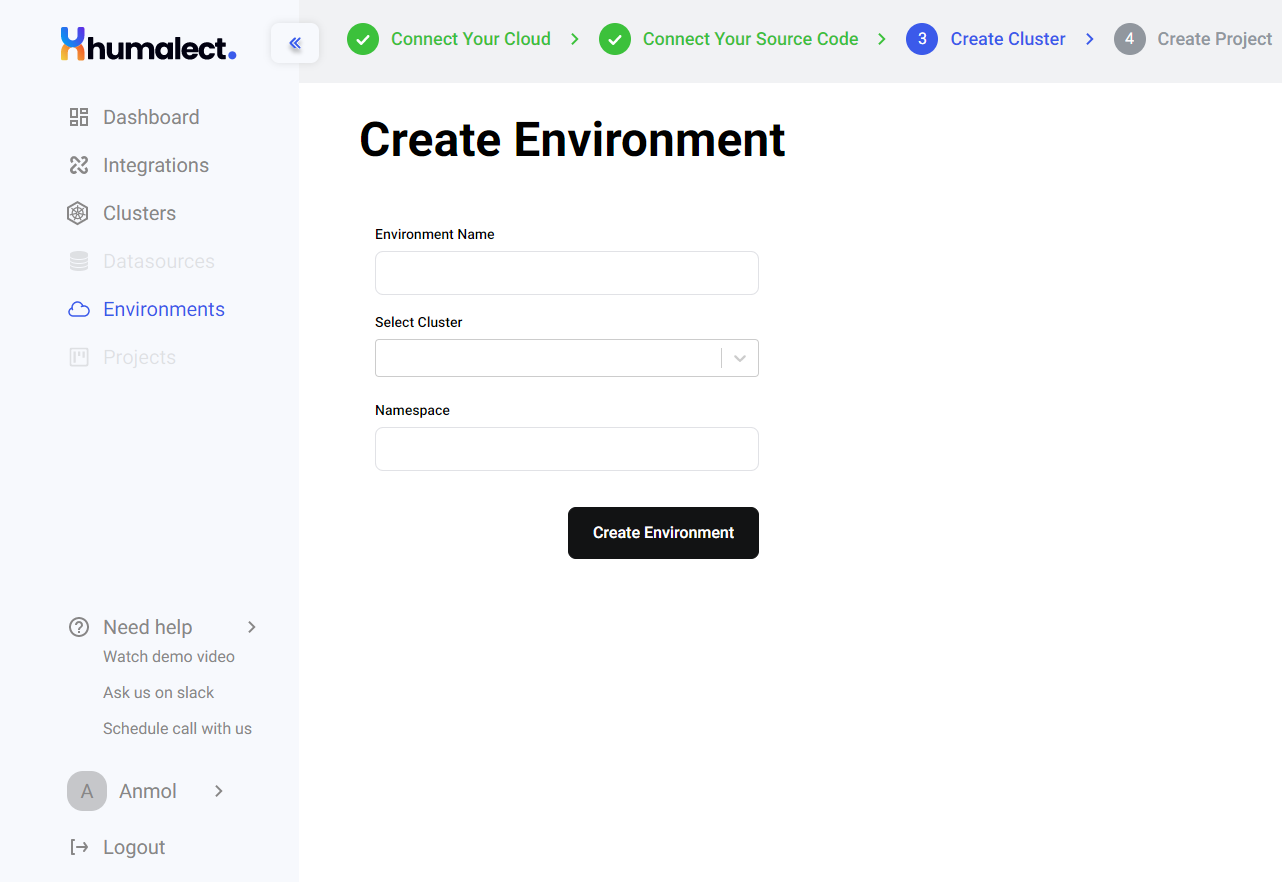 humalect.
Connect Your Cloud
Connect Your Source Code
3 Create Cluster
4 Create Project
Dashboard
Integrations
Clusters
Datasources
Environments
Projects
Create Environment
Environment Name
Select Cluster
Namespace
Create Environment
Need help
Watch demo video
Ask us on slack
Schedule call with us
A Anmol
Logout